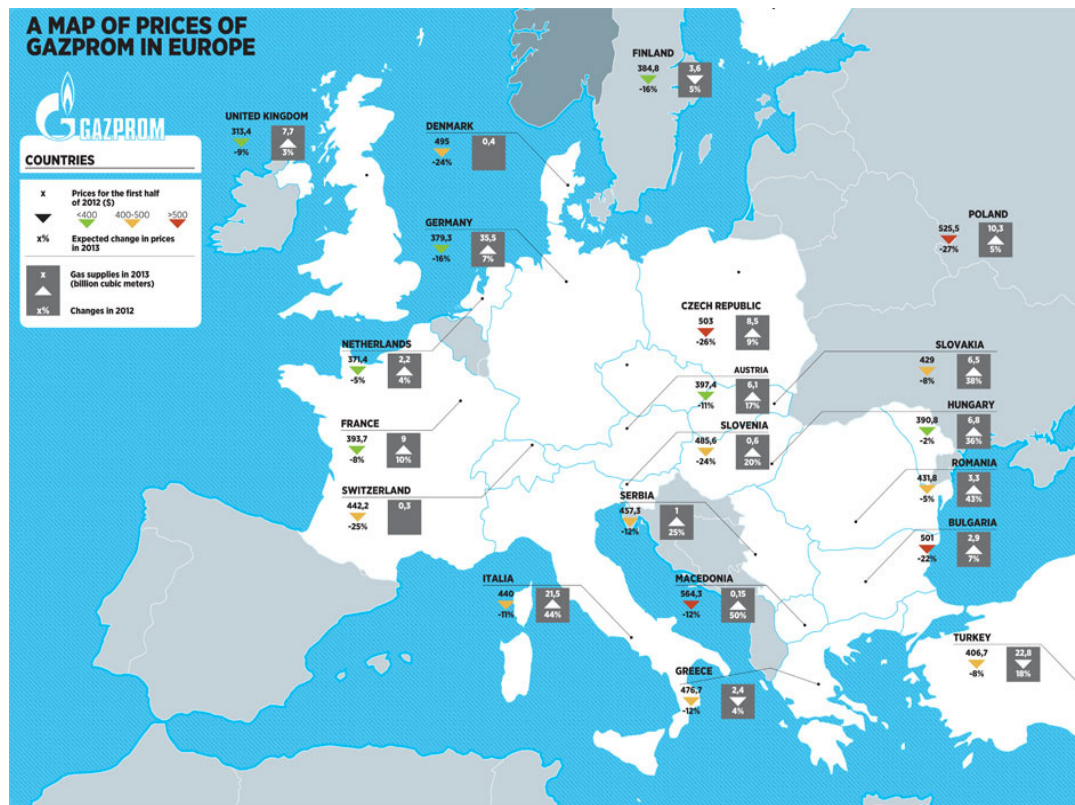 A MAP OF PRICES OF
GAZPROM IN EUROPE
GAZPROM
COUNTRIES
x Prices for the first half
of 2012 ($)
<400 400-500 >500
x% Expected change in prices
in 2013
x Gas supplies in 2013
(billion cubic meters)
x% Changes in 2012
FINLAND
384,8 3,6
-16% 5%
UNITED KINGDOM
313,4 7,7
-9% 3%
DENMARK
495 0,4
-24%
GERMANY
379,3 35,5
-16% 7%
POLAND
525,5 10,3
-27% 5%
CZECH REPUBLIC
503 8,5
-26% 9%
NETHERLANDS
371,4 2,2
-5% 4%
SLOVAKIA
429 6,5
-8% 38%
AUSTRIA
397,4 6,1
-11% 17%
HUNGARY
390,8 6,8
-2% 36%
FRANCE
393,7 9
-8% 10%
SLOVENIA
485,6 0,6
-24% 20%
ROMANIA
431,8 3,3
-5% 43%
SWITZERLAND
442,2 0,3
-25%
SERBIA
457,3 1
-12% 25%
BULGARIA
501 2,9
-22% 7%
ITALIA
440 21,5
-11% 44%
MACEDONIA
564,3 0,15
-12% 50%
TURKEY
406,7 22,8
-8% 18%
GREECE
476,7 2,4
-12% 4%